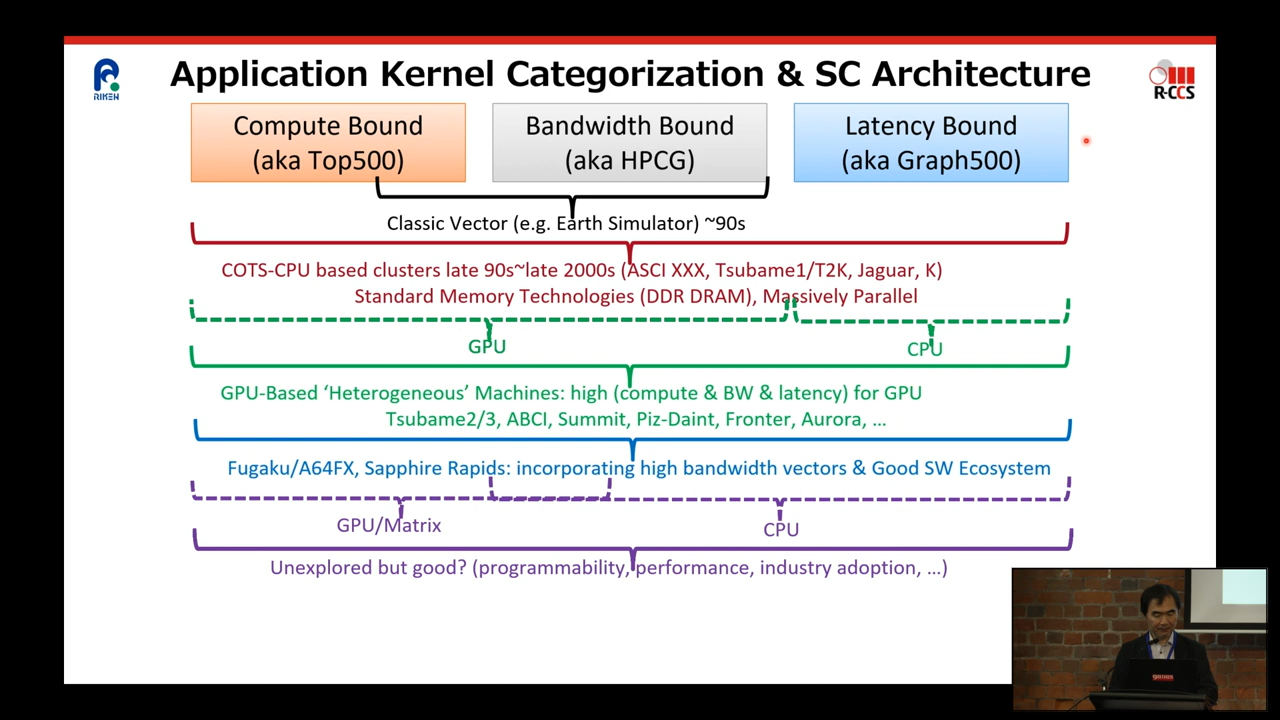 RIKEN
Application Kernel Categorization & SC Architecture
R-CCS
Compute Bound
(aka Top500)
Bandwidth Bound
(aka HPCG)
Latency Bound
(aka Graph500)
Classic Vector (e.g. Earth Simulator) ~90s
COTS-CPU based clusters late 90s~late 2000s (ASCI XXX, Tsubame1/T2K, Jaguar, K)
Standard Memory Technologies (DDR DRAM), Massively Parallel
GPU
CPU
GPU-Based ‘Heterogeneous’ Machines: high (compute & BW & latency) for GPU
Tsubame2/3, ABCI, Summit, Piz-Daint, Fronter, Aurora, …
Fugaku/A64FX, Sapphire Rapids: incorporating high bandwidth vectors & Good SW Ecosystem
GPU/Matrix
CPU
Unexplored but good? (programmability, performance, industry adoption, …)